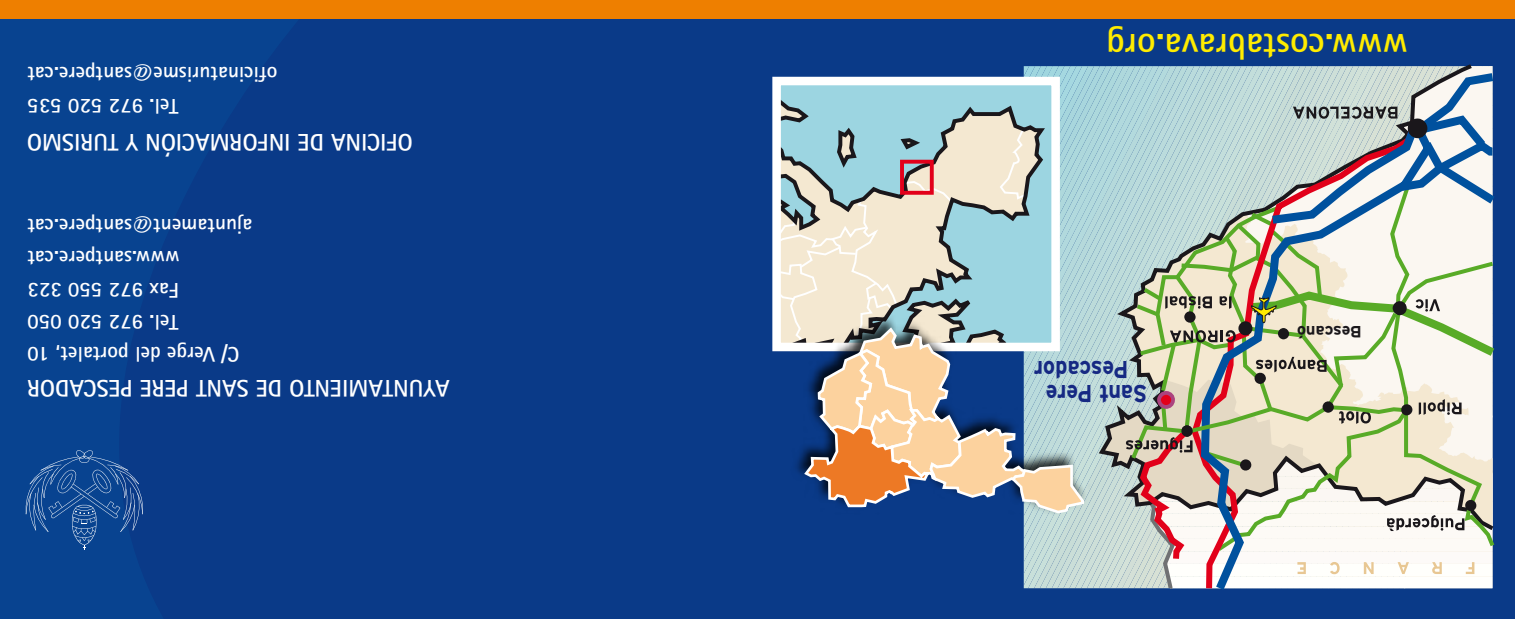 FRANCE
Puigcerdà
Figueres
Ripoll
Olot
Sant Pere
Pescador
Banyoles
GIRONA
Bescanó
la Bisbal
Vic
BARCELONA
www.costabrava.org
AYUNTAMIENTO DE SANT PERE PESCADOR
C/ Verge del portalet, 10
Tel. 972 520 050
Fax 972 550 323
www.santpere.cat
ajuntament@santpere.cat
OFICINA DE INFORMACIÓN Y TURISMO
Tel. 972 520 535
oficinaturisme@santpere.cat